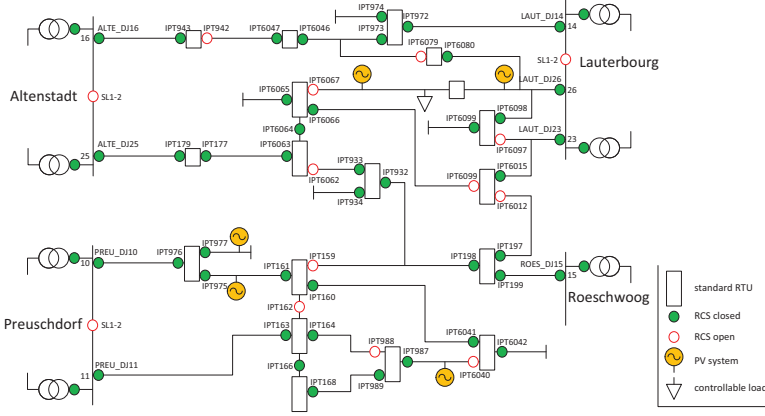 IPT974
IPT972
LAUT_DJ14
ALTE_DJ16
IPT943
IPT942
IPT6047
IPT6046
IPT973
14
16
IPT6079
IPT6080
SL1-2
Lauterbourg
IPT6067
LAUT_DJ26
Altenstadt
SL1-2
IPT6065
26
IPT6066
IPT6098
IPT6099
LAUT_DJ23
IPT6064
ALTE_DJ25
IPT179
IPT177
IPT6063
IPT6097
23
25
IPT933
IPT932
IPT6099
IPT6015
IPT6062
IPT934
IPT6012
PREU_DJ10
IPT976
IPT977
IPT161
IPT159
IPT198
IPT197
ROES_DJ15
10
15
IPT975
IPT160
IPT199
Roeschwoog
IPT162
standard RTU
Preuschdorf
SL1-2
IPT163
IPT164
IPT6041
RCS closed
IPT988
IPT987
IPT6042
RCS open
PREU_DJ11
IPT166
PV system
11
IPT168
IPT989
IPT6040
controllable load